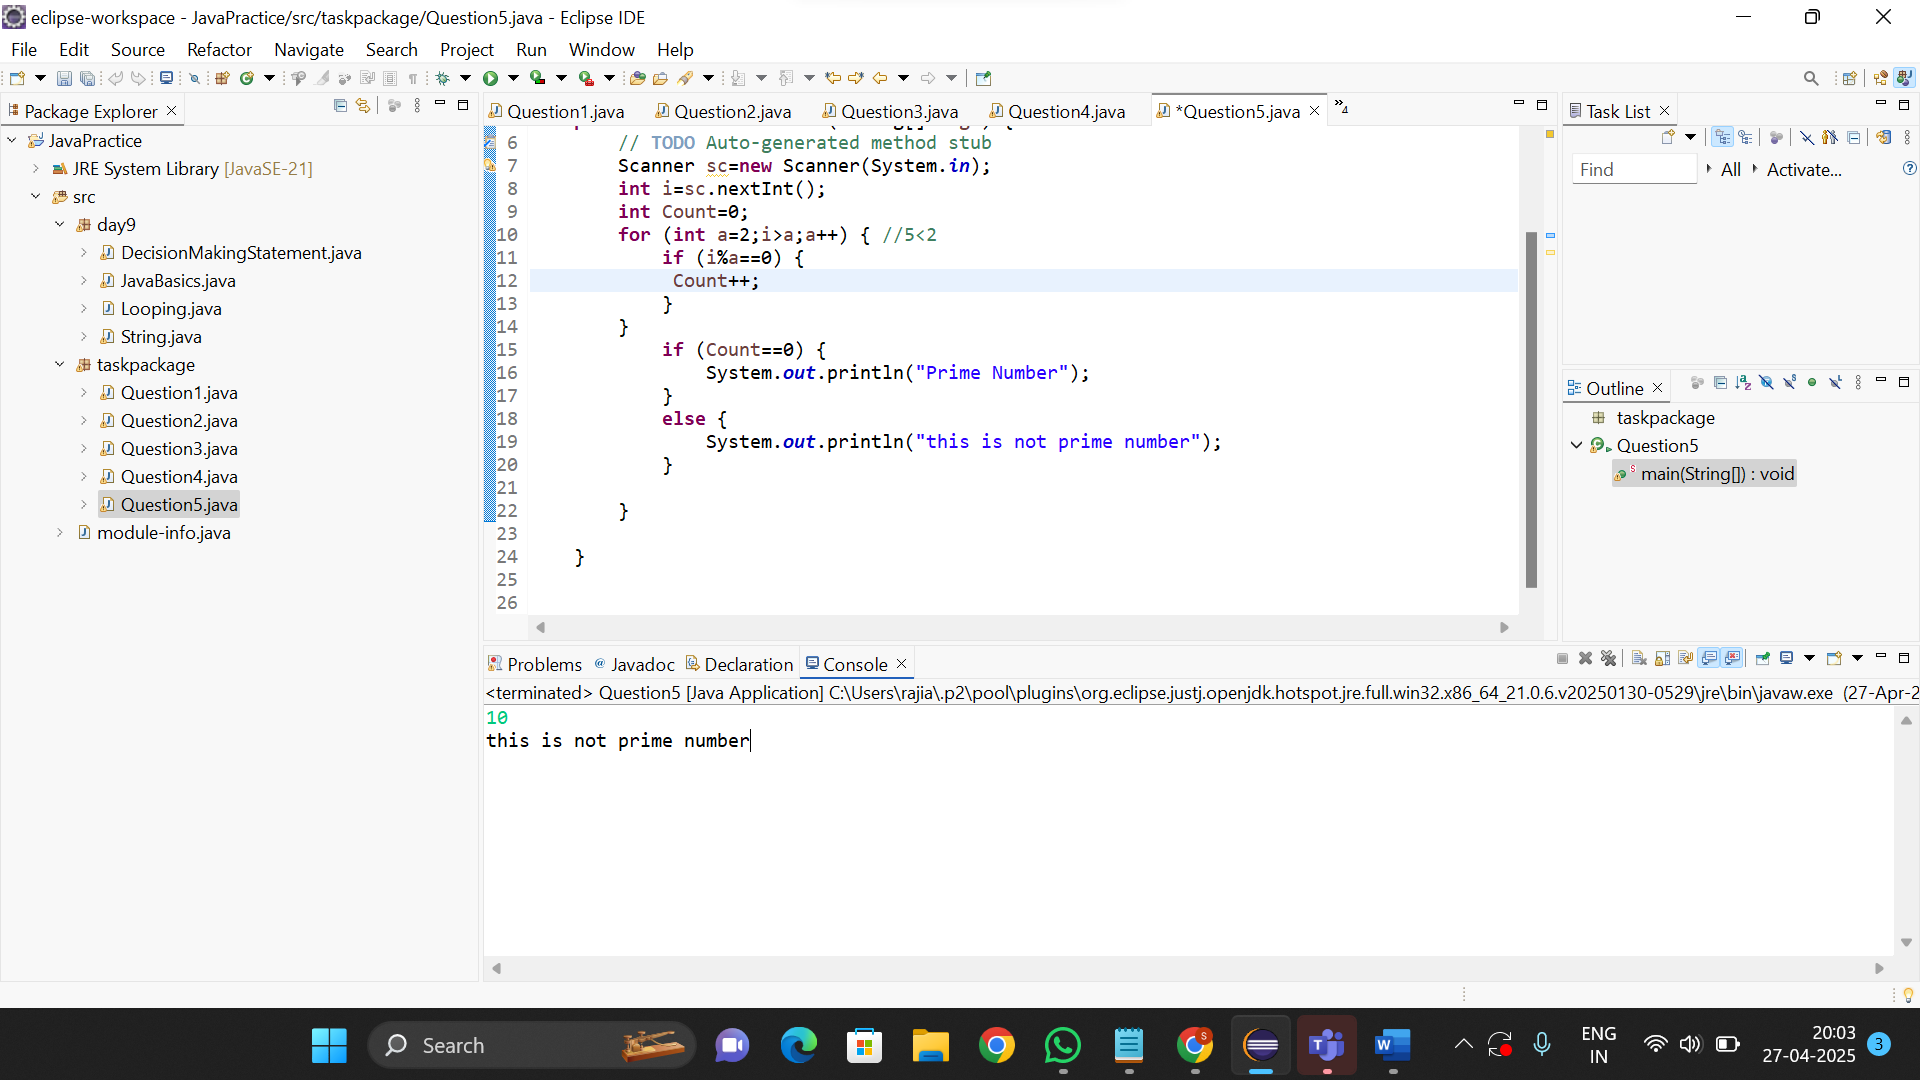 eclipse-workspace - JavaPractice/src/taskpackage/Question5.java - Eclipse IDE
File Edit Source Refactor Navigate Search Project Run Window Help
Package Explorer
JavaPractice
JRE System Library [JavaSE-21]
src
day9
DecisionMakingStatement.java
JavaBasics.java
Looping.java
String.java
taskpackage
Question1.java
Question2.java
Question3.java
Question4.java
Question5.java
module-info.java
Question1.java Question2.java Question3.java Question4.java *Question5.java »4
6 // TODO Auto-generated method stub
7 Scanner sc=new Scanner(System.in);
8 int i=sc.nextInt();
9 int Count=0;
10 for (int a=2;i>a;a++) { //5<2
11 if (i%a==0) {
12 Count++;
13 }
14 }
15 if (Count==0) {
16 System.out.println("Prime Number");
17 }
18 else {
19 System.out.println("this is not prime number");
20 }
21
22 }
23
24 }
25
26
Task List
Find All Activate...
Outline
taskpackage
Question5
main(String[]) : void
Problems Javadoc Declaration Console
<terminated> Question5 [Java Application] C:\Users\rajia\.p2\pool\plugins\org.eclipse.justj.openjdk.hotspot.jre.full.win32.x86_64_21.0.6.v20250130-0529\jre\bin\javaw.exe (27-Apr-2
10
this is not prime number
Search
ENG
IN
20:03
27-04-2025
3